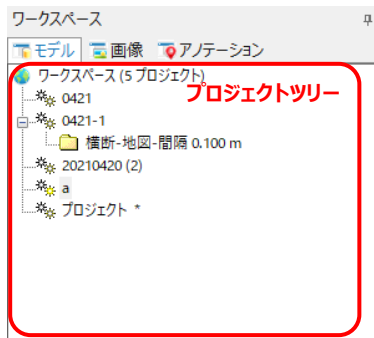 ワークスペース
モデル 画像 アノテーション
ワークスペース (5 プロジェクト)
プロジェクトツリー
0421
0421-1
横断-地図-間隔 0.100 m
20210420 (2)
a
プロジェクト *